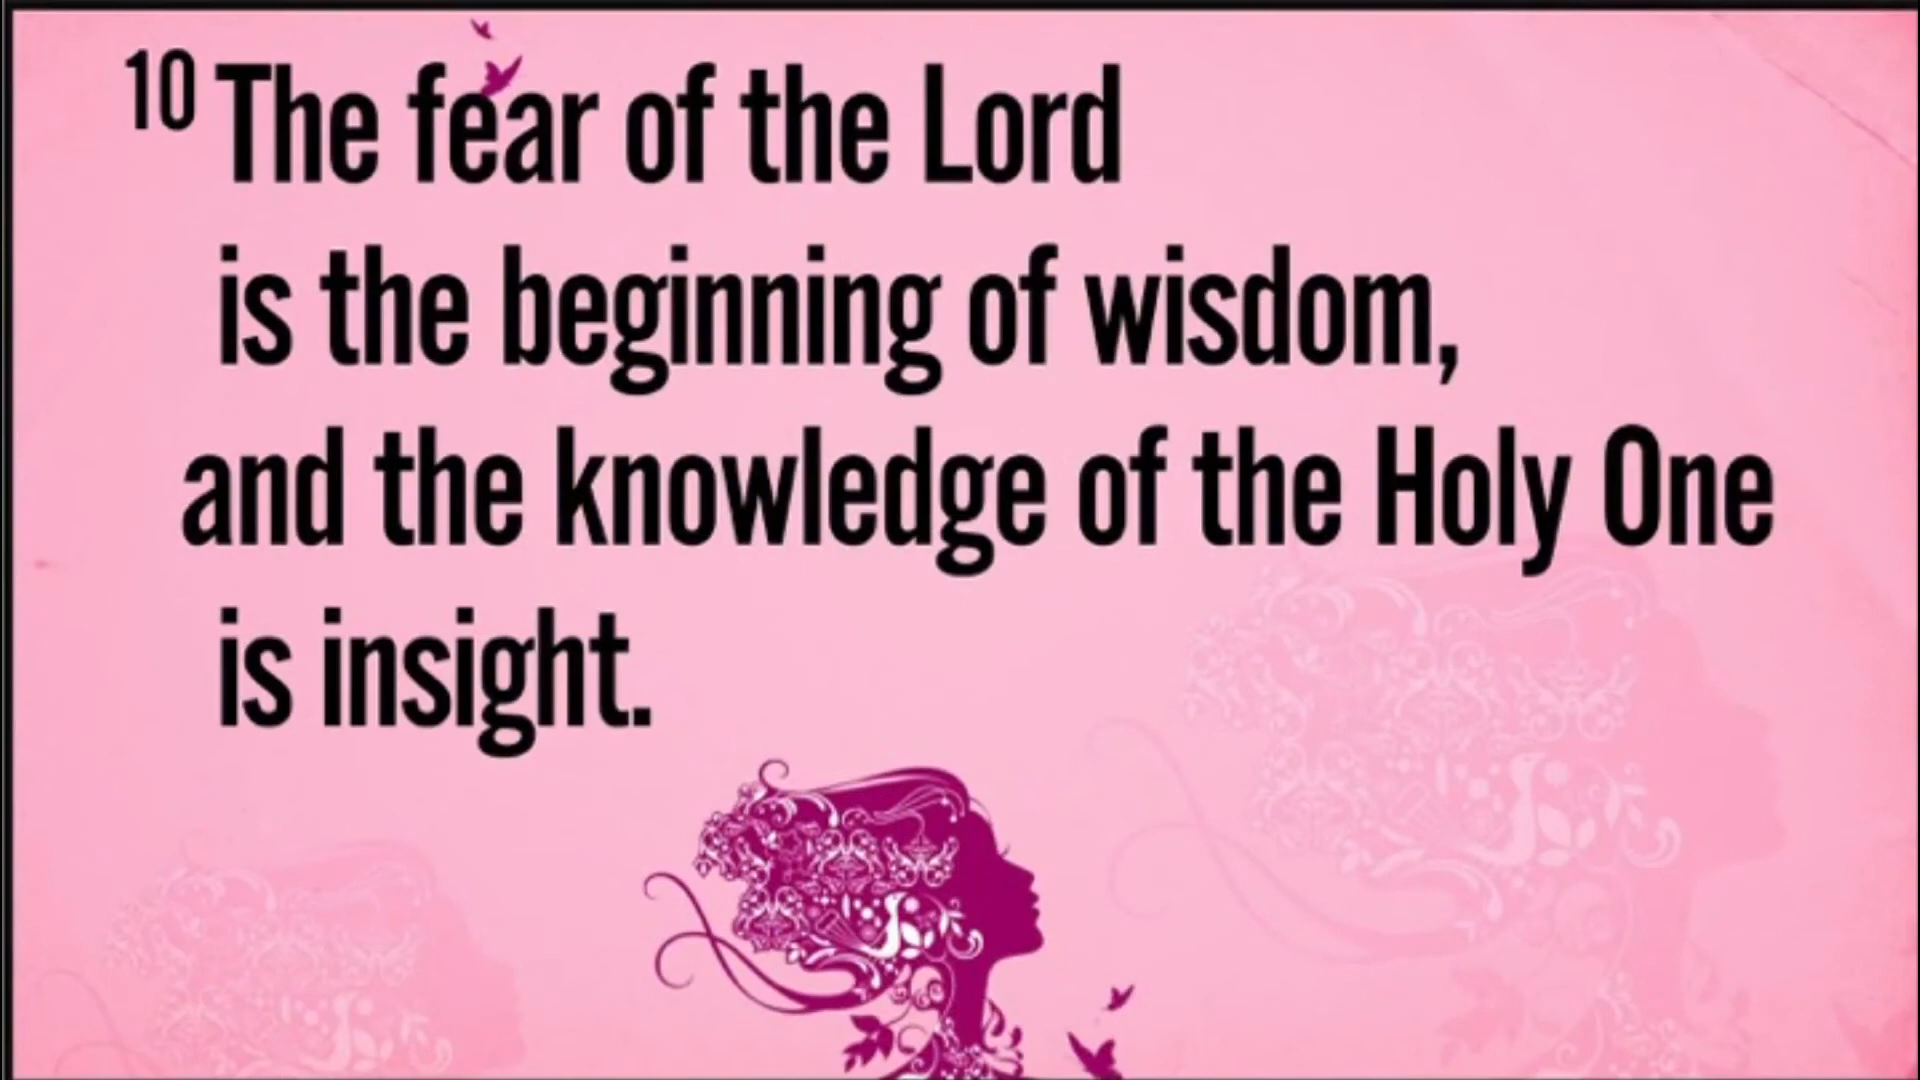 10 The fear of the Lord
is the beginning of wisdom,
and the knowledge of the Holy One
is insight.